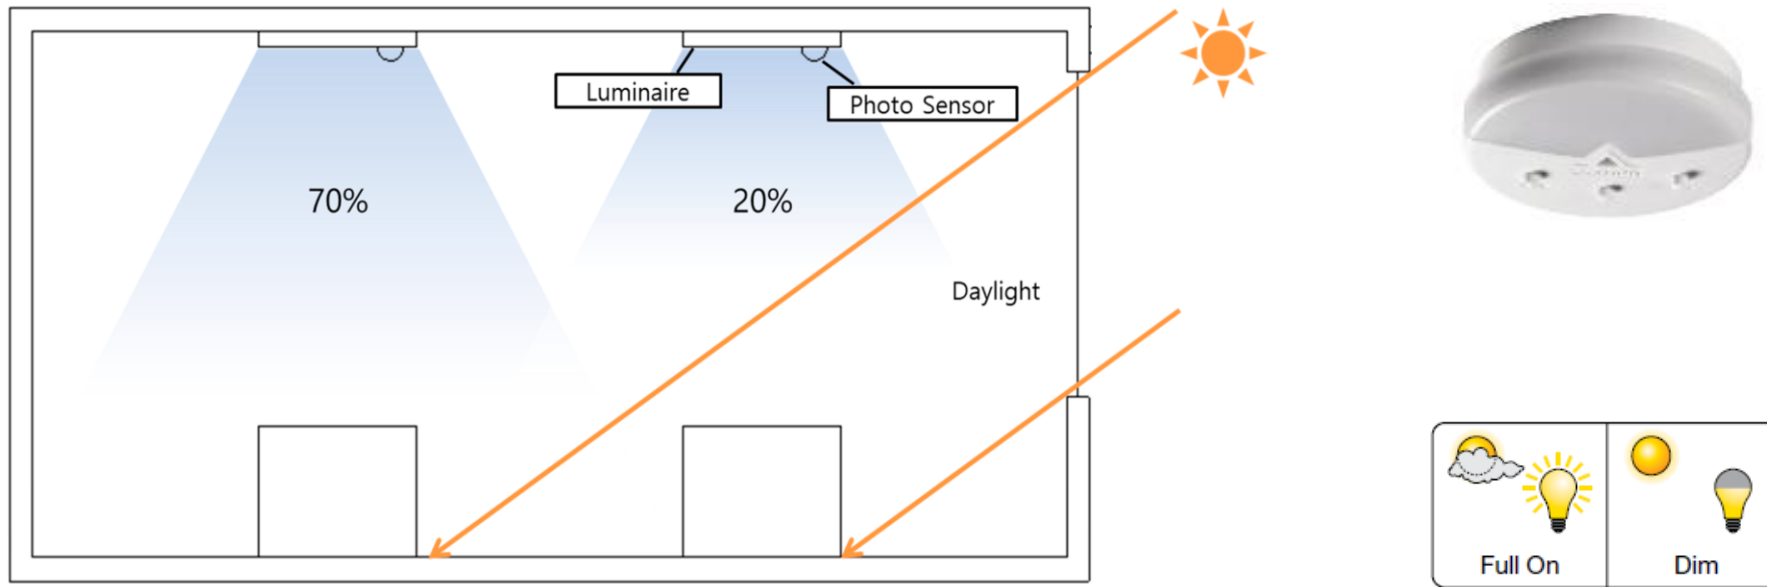 Luminaire
Photo Sensor
70%
20%
Daylight
Full On
Dim